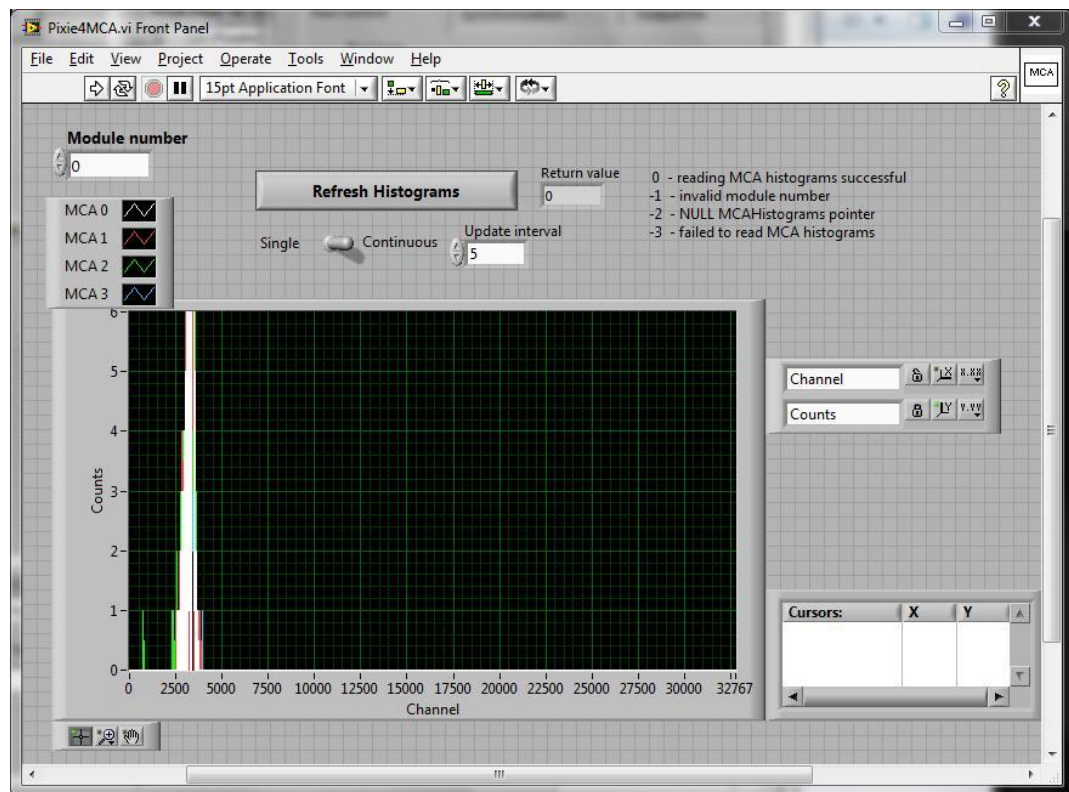 Pixie4MCA.vi Front Panel
File Edit View Project Operate Tools Window Help
15pt Application Font
MCA
Module number
0
Refresh Histograms
Return value
0
0 - reading MCA histograms successful
-1 - invalid module number
-2 - NULL MCAHistograms pointer
-3 - failed to read MCA histograms
MCA 0
MCA 1
MCA 2
MCA 3
Single
Continuous
Update interval
5
6
5
4
3
2
1
0
Counts
0 2500 5000 7500 10000 12500 15000 17500 20000 22500 25000 27500 30000 32767
Channel
Channel
Counts
Cursors: X Y